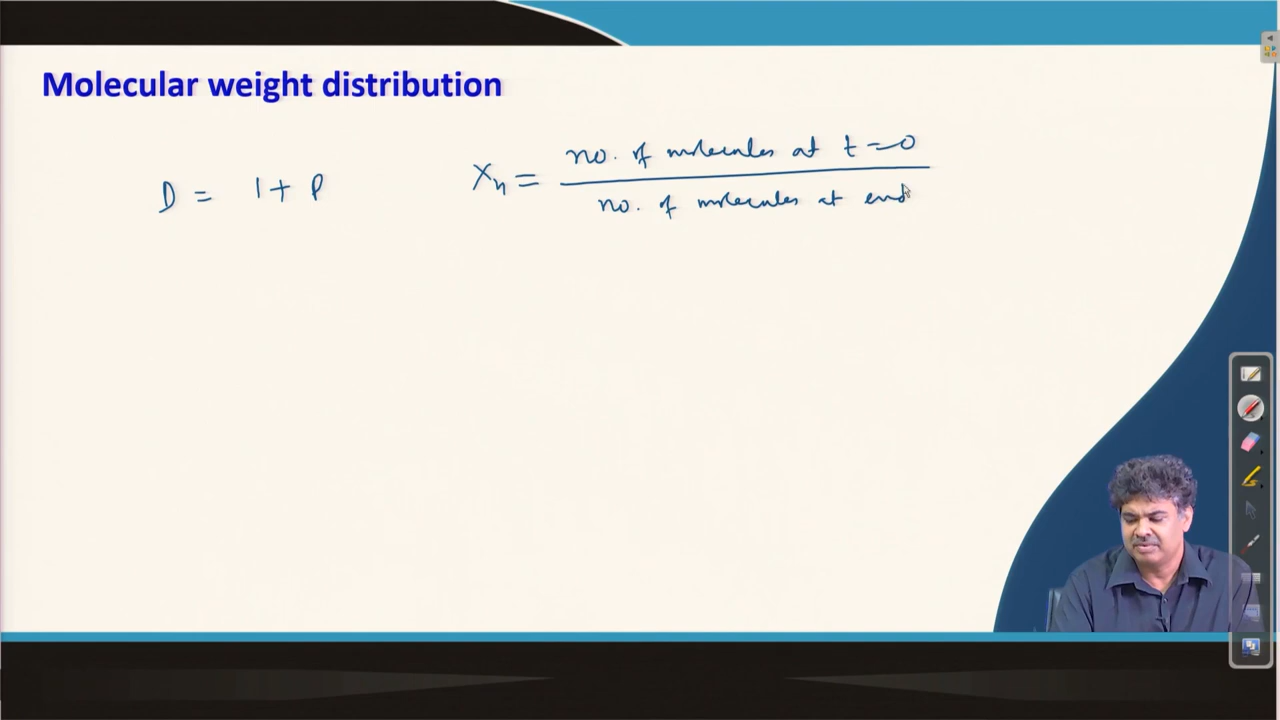 Molecular weight distribution
D = 1 + p
Xn = no. of molecules at t=0
no. of molecules at end